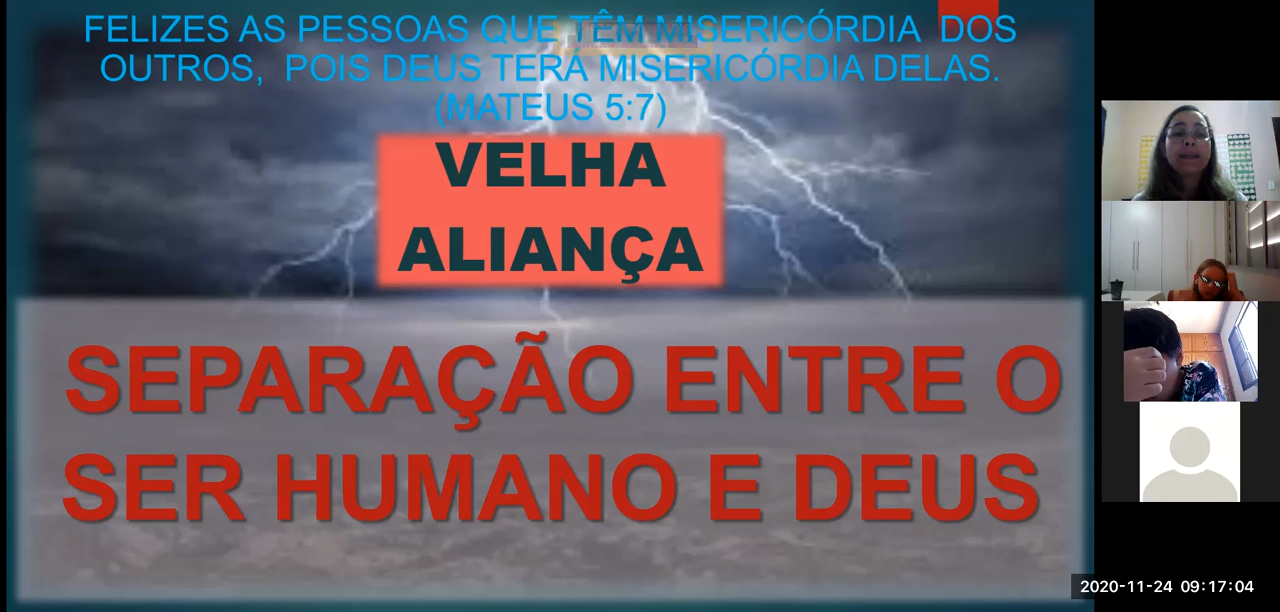 FELIZES AS PESSOAS QUE TÊM MISERICÓRDIA DOS
OUTROS, POIS DEUS TERÁ MISERICÓRDIA DELAS.
(MATEUS 5:7)
VELHA
ALIANÇA
SEPARAÇÃO ENTRE O
SER HUMANO E DEUS
2020-11-24 09:17:04